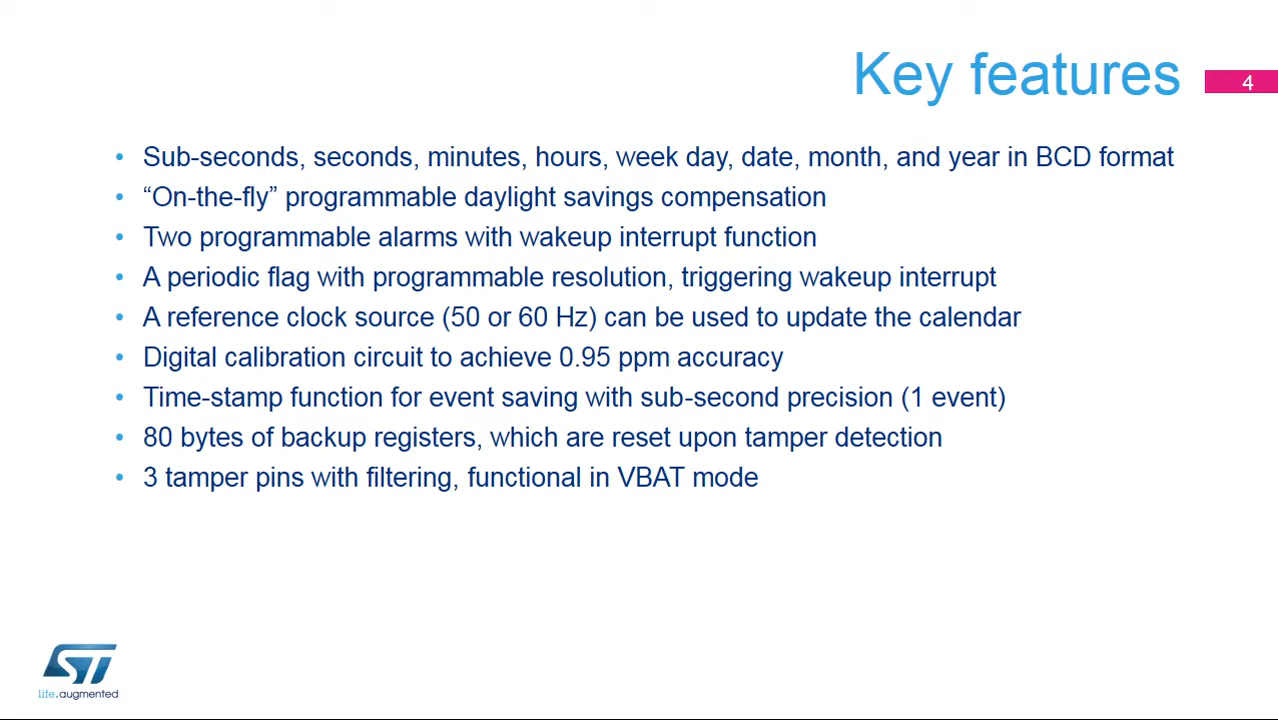 Key features
4
• Sub-seconds, seconds, minutes, hours, week day, date, month, and year in BCD format
• “On-the-fly” programmable daylight savings compensation
• Two programmable alarms with wakeup interrupt function
• A periodic flag with programmable resolution, triggering wakeup interrupt
• A reference clock source (50 or 60 Hz) can be used to update the calendar
• Digital calibration circuit to achieve 0.95 ppm accuracy
• Time-stamp function for event saving with sub-second precision (1 event)
• 80 bytes of backup registers, which are reset upon tamper detection
• 3 tamper pins with filtering, functional in VBAT mode
ST
life.augmented